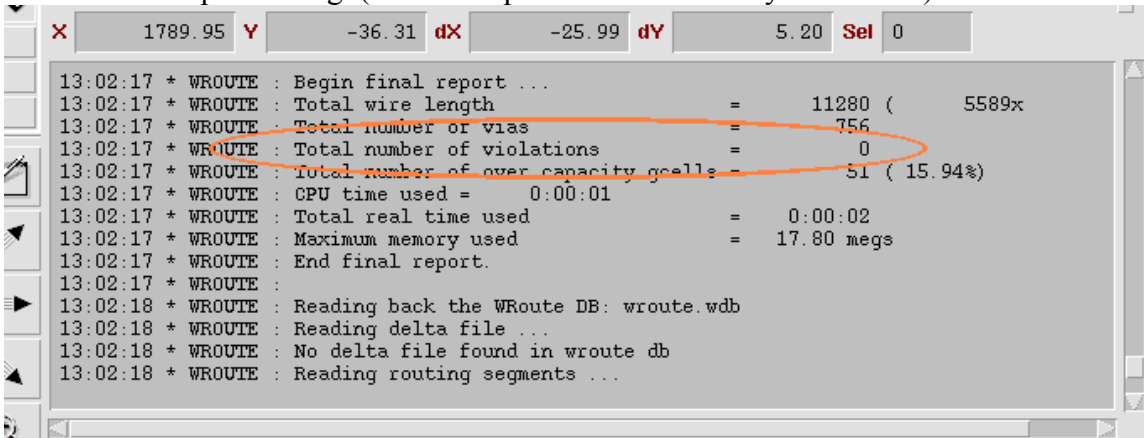 X 1789.95 Y -36.31 dX -25.99 dY 5.20 Sel 0
13:02:17 * WROUTE : Begin final report ...
13:02:17 * WROUTE : Total wire length = 11280 ( 5589x
13:02:17 * WROUTE : Total number of vias = 756
13:02:17 * WROUTE : Total number of violations = 0
13:02:17 * WROUTE : Total number of over capacity gcells = 51 ( 15.94%)
13:02:17 * WROUTE : CPU time used = 0:00:01
13:02:17 * WROUTE : Total real time used = 0:00:02
13:02:17 * WROUTE : Maximum memory used = 17.80 megs
13:02:17 * WROUTE : End final report.
13:02:17 * WROUTE :
13:02:18 * WROUTE : Reading back the WRoute DB: wroute.wdb
13:02:18 * WROUTE : Reading delta file ...
13:02:18 * WROUTE : No delta file found in wroute db
13:02:18 * WROUTE : Reading routing segments ...